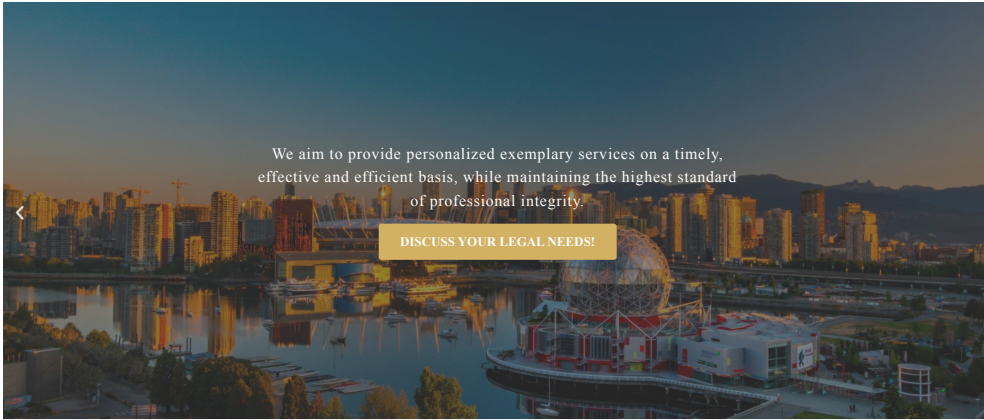 We aim to provide personalized exemplary services on a timely,
effective and efficient basis, while maintaining the highest standard
of professional integrity.
DISCUSS YOUR LEGAL NEEDS!